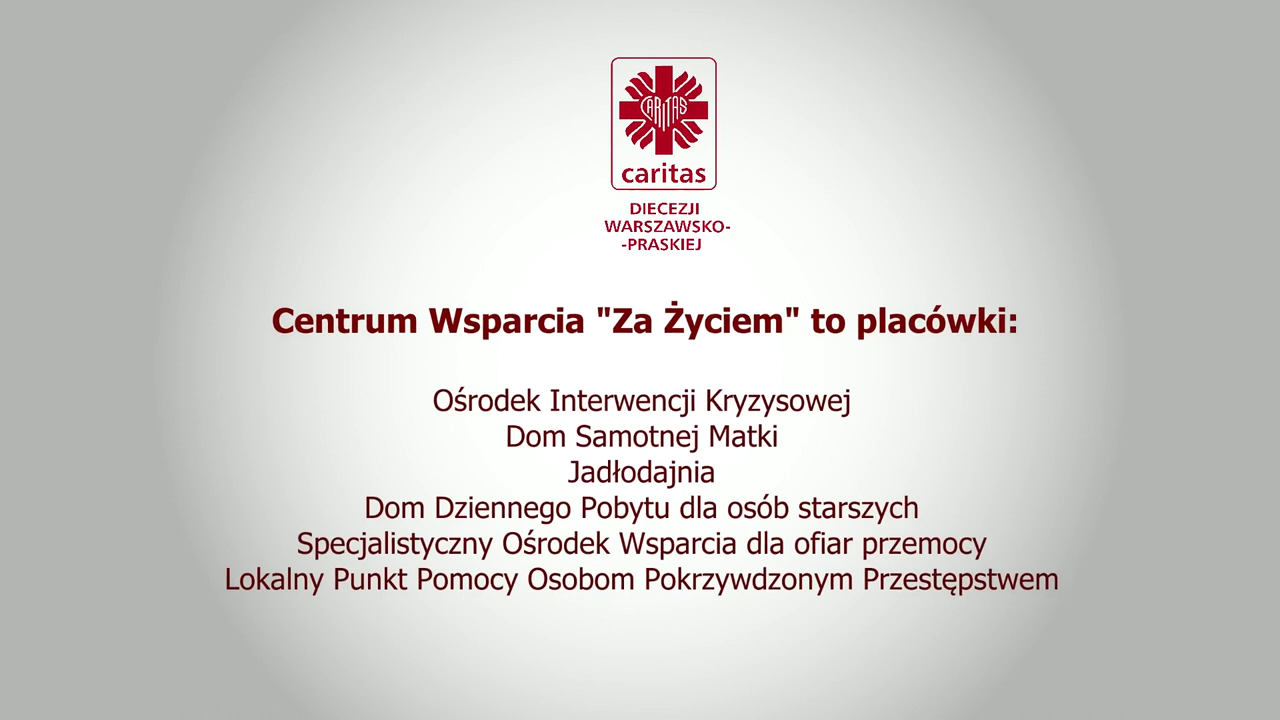 CARITAS
caritas
DIECEZJI
WARSZAWSKO-
-PRASKIEJ
Centrum Wsparcia "Za Życiem" to placówki:
Ośrodek Interwencji Kryzysowej
Dom Samotnej Matki
Jadłodajnia
Dom Dziennego Pobytu dla osób starszych
Specjalistyczny Ośrodek Wsparcia dla ofiar przemocy
Lokalny Punkt Pomocy Osobom Pokrzywdzonym Przestępstwem